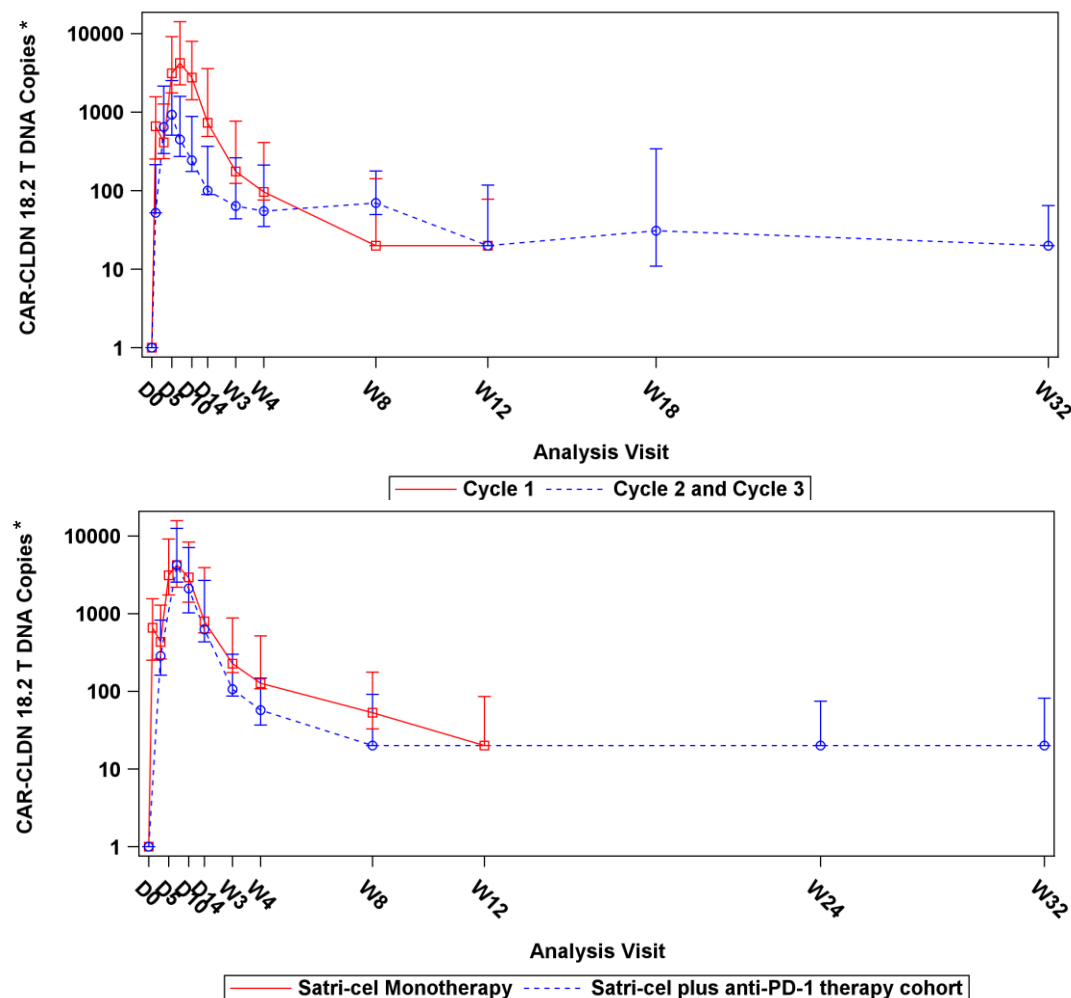 CAR-CLDN 18.2 T DNA Copies *
10000
1000
100
10
1
D0
D5
D10
D14
W3
W4
W8
W12
W18
W32
Analysis Visit
Cycle 1
Cycle 2 and Cycle 3
CAR-CLDN 18.2 T DNA Copies *
10000
1000
100
10
1
D0
D5
D10
D14
W3
W4
W8
W12
W24
W32
Analysis Visit
Satri-cel Monotherapy
Satri-cel plus anti-PD-1 therapy cohort